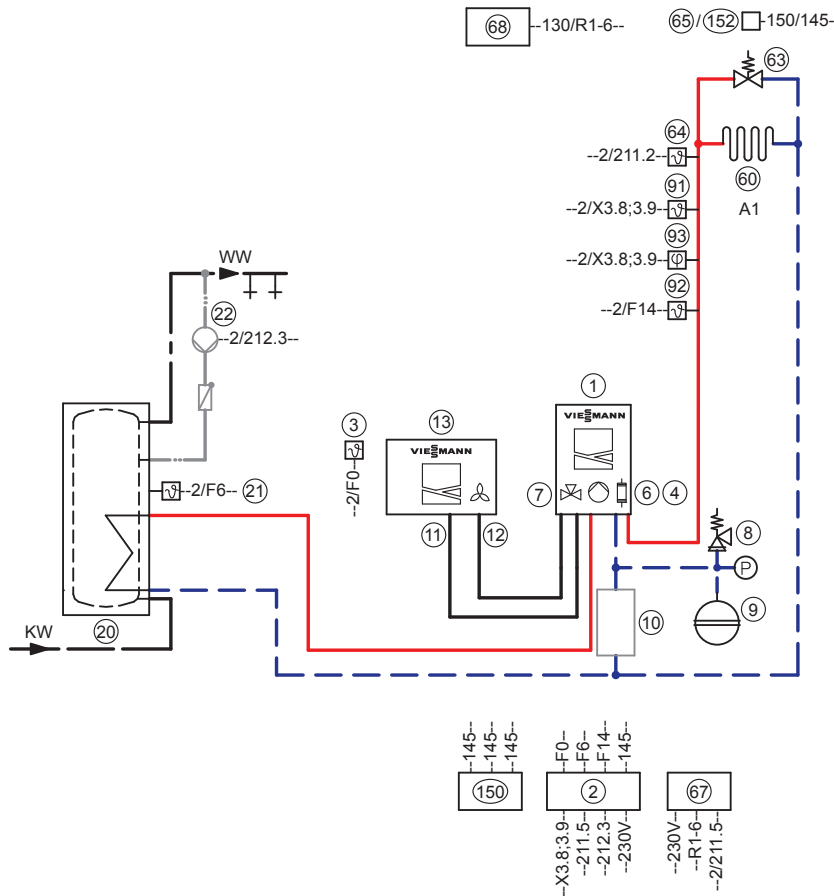 68 --130/R1-6-- 65 / 152 -150/145-
63
64
--2/211.2-- ϑ
60
91
--2/X3.8;3.9-- ϑ
A1
93
--2/X3.8;3.9-- φ
92
--2/F14-- ϑ
WW
22
--2/212.3--
1
VIESMANN
3
ϑ
--2/F0--
13
VIESMANN
ϑ --2/F6-- 21
7
6 4
11 12
8
P
9
10
20
KW
--145--
--145--
--145--
150
--F0--
--F6--
--F14--
--145--
2
--X3.8;3.9--
--211.5--
--212.3--
--230V--
67
--230V--
--R1-6--
--2/211.5--